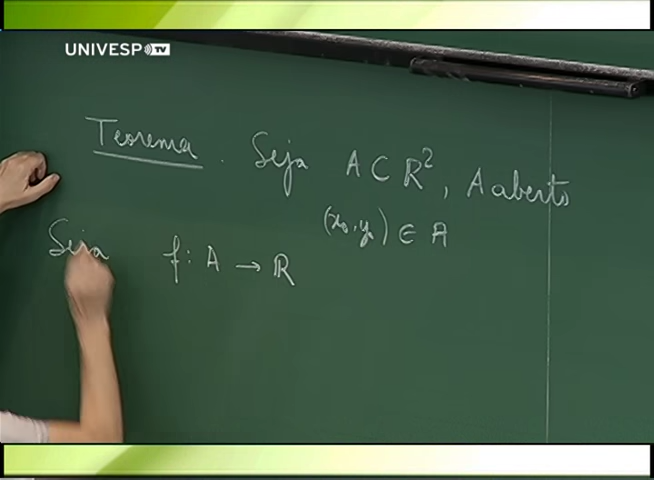 UNIVESP TV
Teorema. Seja A ⊂ R², A aberto
(x₀, y₀) ∈ A
Seja f: A → ℝ